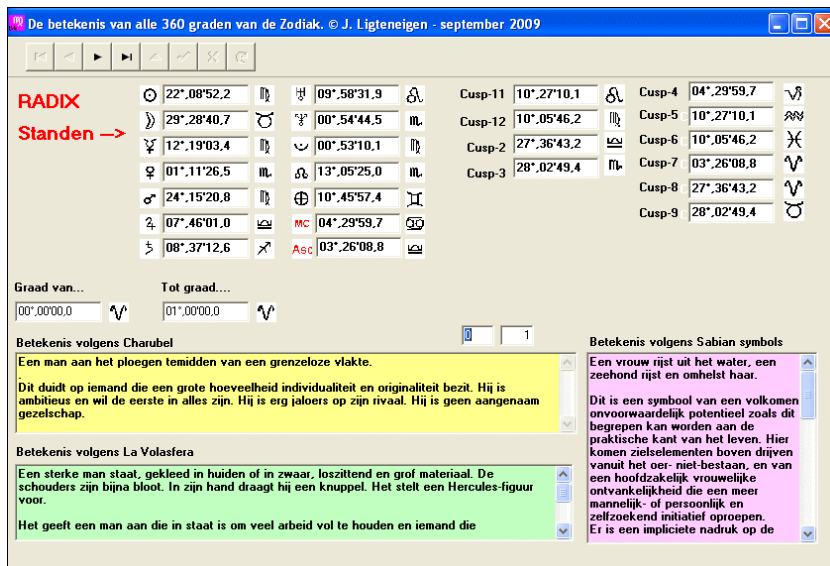 De betekenis van alle 360 graden van de Zodiak. © J. Ligteneigen - september 2009
RADIX
Standen -->
22°,08'52,2
29°,28'40,7
12°,19'03,4
01°,11'26,5
24°,15'20,8
07°,46'01,0
08°,37'12,6
09°,58'31,9
00°,54'44,5
00°,53'10,1
13°,05'25,0
10°,45'57,4
MC 04°,29'59,7
Asc 03°,26'08,8
Cusp-11 10°,27'10,1
Cusp-12 10°,05'46,2
Cusp-2 27°,36'43,2
Cusp-3 28°,02'49,4
Cusp-4 04°,29'59,7
Cusp-5 10°,27'10,1
Cusp-6 10°,05'46,2
Cusp-7 03°,26'08,8
Cusp-8 27°,36'43,2
Cusp-9 28°,02'49,4
Graad van... Tot graad....
00°,00'00,0 01°,00'00,0
0 1
Betekenis volgens Charubel
Een man aan het ploegen temidden van een grenzeloze vlakte.
.
Dit duidt op iemand die een grote hoeveelheid individualiteit en originaliteit bezit. Hij is
ambitieus en wil de eerste in alles zijn. Hij is erg jaloers op zijn rivaal. Hij is geen aangenaam
gezelschap.
Betekenis volgens La Volasfera
Een sterke man staat, gekleed in huiden of in zwaar, loszittend en grof materiaal. De
schouders zijn bijna bloot. In zijn hand draagt hij een knuppel. Het stelt een Hercules-figuur
voor.
Het geeft een man aan die in staat is om veel arbeid vol te houden en iemand die
Betekenis volgens Sabian symbols
Een vrouw rijst uit het water, een
zeehond rijst en omhelst haar.
Dit is een symbool van een volkomen
onvoorwaardelijk potentieel zoals dit
begrepen kan worden aan de
praktische kant van het leven. Hier
komen zielselementen boven drijven
vanuit het oer- niet-bestaan, en van
een hoofdzakelijk vrouwelijke
ontvankelijkheid die een meer
mannelijk- of persoonlijk en
zelfzoekend initiatief oproepen.
Er is een impliciete nadruk op de